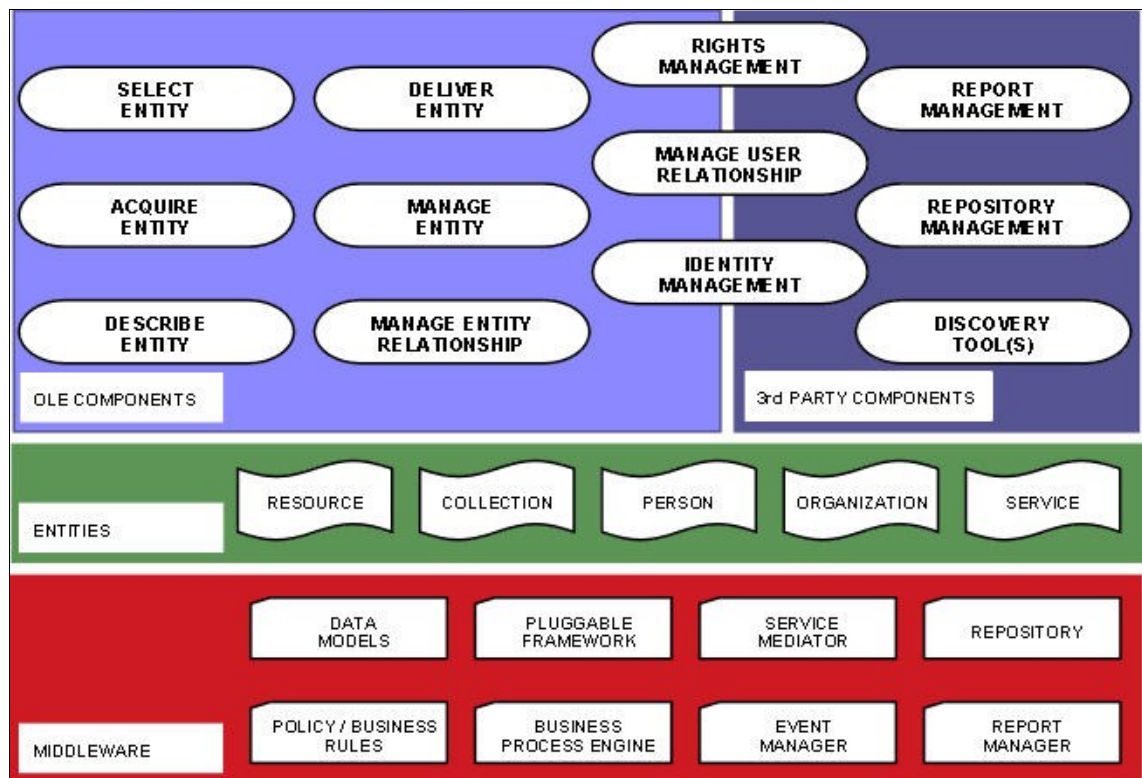 RIGHTS
MANAGEMENT
SELECT
ENTITY
DELIVER
ENTITY
REPORT
MANAGEMENT
MANAGE USER
RELATIONSHIP
ACQUIRE
ENTITY
MANAGE
ENTITY
REPOSITORY
MANAGEMENT
IDENTITY
MANAGEMENT
DESCRIBE
ENTITY
MANAGE ENTITY
RELATIONSHIP
DISCOVERY
TOOL(S)
OLE COMPONENTS
3rd PARTY COMPONENTS
RESOURCE
COLLECTION
PERSON
ORGANIZATION
SERVICE
ENTITIES
DATA
MODELS
PLUGGABLE
FRAMEWORK
SERVICE
MEDIATOR
REPOSITORY
POLICY / BUSINESS
RULES
BUSINESS
PROCESS ENGINE
EVENT
MANAGER
REPORT
MANAGER
MIDDLEWARE